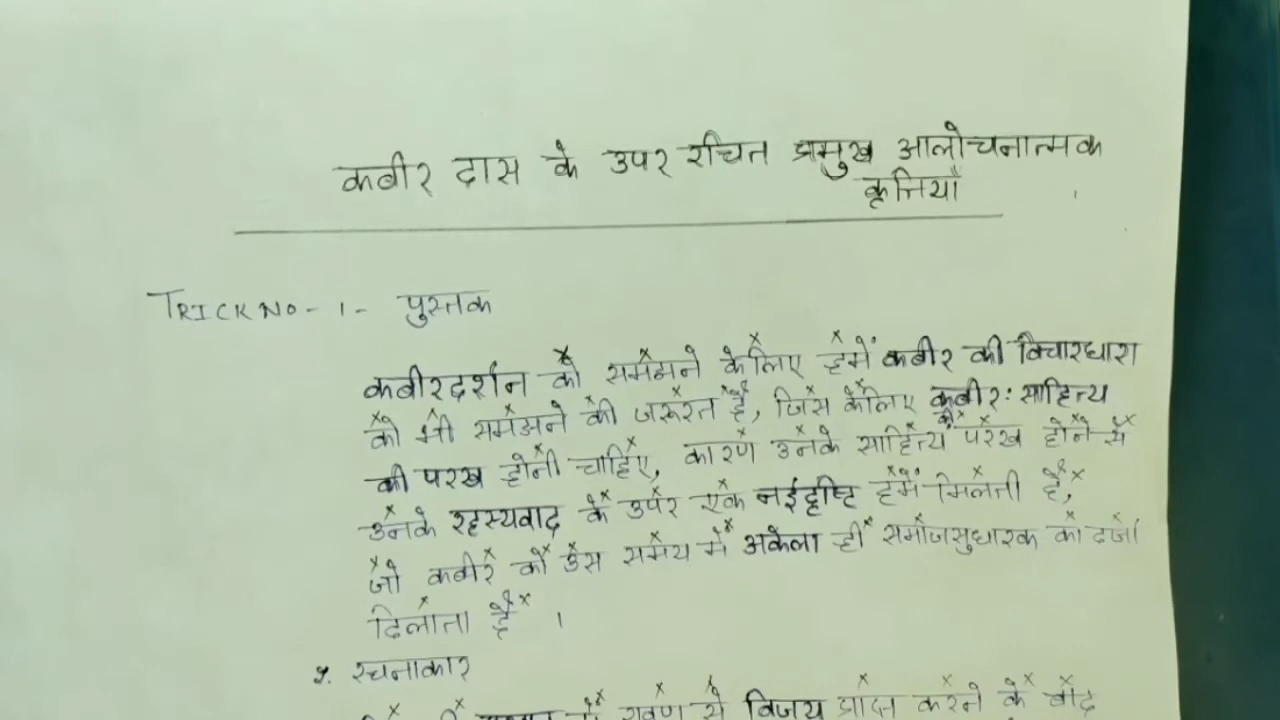 कबीर दास के उपर रचित प्रमुख आलोचनात्मक
कृतियाँ
TRICK NO - 1 - पुस्तक
कबीरदर्शन को समझने के लिए हमें कबीर की विचारधारा
को भी समझने की जरूरत है, जिस के लिए कबीर: साहित्य
की परख होनी चाहिए, कारण उनके साहित्य की परख होने से
उनके रहस्यवाद के उपर एक नई दृष्टि हमें मिलती है,
जो कबीर को उस समय में अकेला ही समाजसुधारक का दर्जा
दिलाता है ।
2. रचनाकार
रावण से विजय प्राप्त करने के बाद